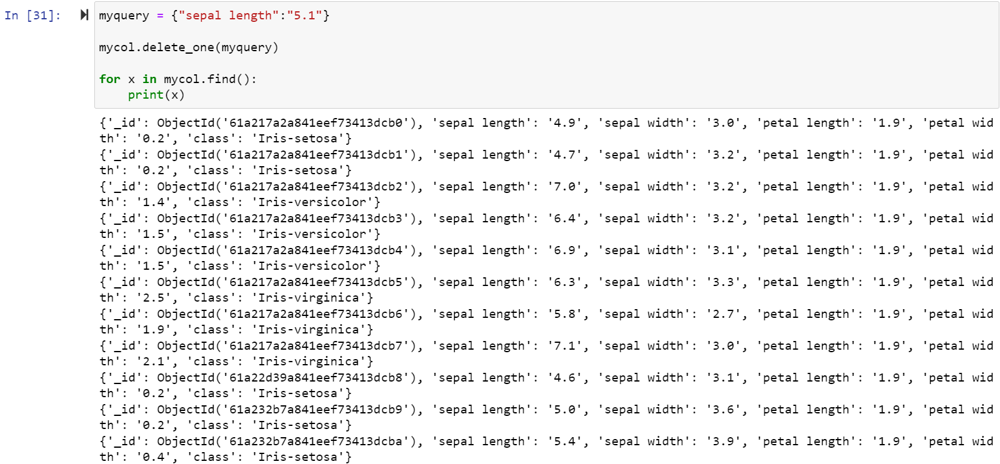 In [31]:
myquery = {"sepal length":"5.1"}
mycol.delete_one(myquery)
for x in mycol.find():
    print(x)
{'_id': ObjectId('61a217a2a841eef73413dcb0'), 'sepal length': '4.9', 'sepal width': '3.0', 'petal length': '1.9', 'petal wid
th': '0.2', 'class': 'Iris-setosa'}
{'_id': ObjectId('61a217a2a841eef73413dcb1'), 'sepal length': '4.7', 'sepal width': '3.2', 'petal length': '1.9', 'petal wid
th': '0.2', 'class': 'Iris-setosa'}
{'_id': ObjectId('61a217a2a841eef73413dcb2'), 'sepal length': '7.0', 'sepal width': '3.2', 'petal length': '1.9', 'petal wid
th': '1.4', 'class': 'Iris-versicolor'}
{'_id': ObjectId('61a217a2a841eef73413dcb3'), 'sepal length': '6.4', 'sepal width': '3.2', 'petal length': '1.9', 'petal wid
th': '1.5', 'class': 'Iris-versicolor'}
{'_id': ObjectId('61a217a2a841eef73413dcb4'), 'sepal length': '6.9', 'sepal width': '3.1', 'petal length': '1.9', 'petal wid
th': '1.5', 'class': 'Iris-versicolor'}
{'_id': ObjectId('61a217a2a841eef73413dcb5'), 'sepal length': '6.3', 'sepal width': '3.3', 'petal length': '1.9', 'petal wid
th': '2.5', 'class': 'Iris-virginica'}
{'_id': ObjectId('61a217a2a841eef73413dcb6'), 'sepal length': '5.8', 'sepal width': '2.7', 'petal length': '1.9', 'petal wid
th': '1.9', 'class': 'Iris-virginica'}
{'_id': ObjectId('61a217a2a841eef73413dcb7'), 'sepal length': '7.1', 'sepal width': '3.0', 'petal length': '1.9', 'petal wid
th': '2.1', 'class': 'Iris-virginica'}
{'_id': ObjectId('61a22d39a841eef73413dcb8'), 'sepal length': '4.6', 'sepal width': '3.1', 'petal length': '1.9', 'petal wid
th': '0.2', 'class': 'Iris-setosa'}
{'_id': ObjectId('61a232b7a841eef73413dcb9'), 'sepal length': '5.0', 'sepal width': '3.6', 'petal length': '1.9', 'petal wid
th': '0.2', 'class': 'Iris-setosa'}
{'_id': ObjectId('61a232b7a841eef73413dcba'), 'sepal length': '5.4', 'sepal width': '3.9', 'petal length': '1.9', 'petal wid
th': '0.4', 'class': 'Iris-setosa'}